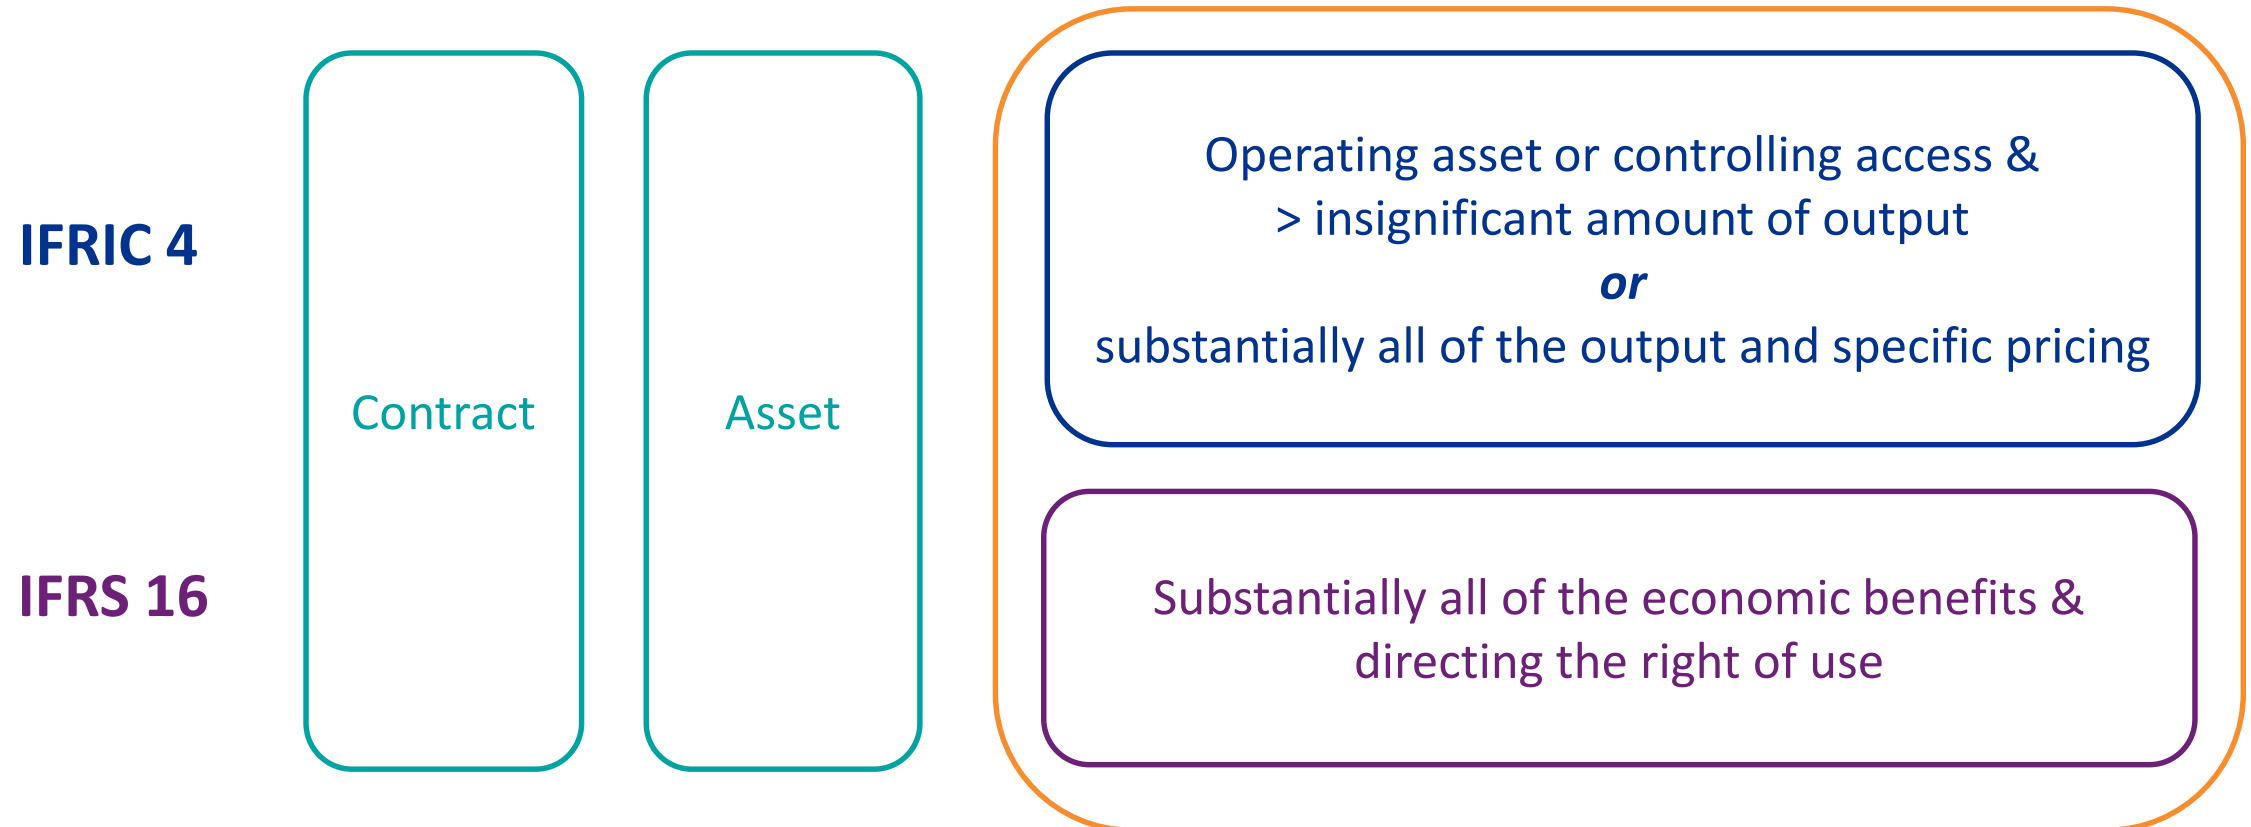 IFRIC 4
Contract
Asset
Operating asset or controlling access &
> insignificant amount of output
or
substantially all of the output and specific pricing
IFRS 16
Substantially all of the economic benefits &
directing the right of use